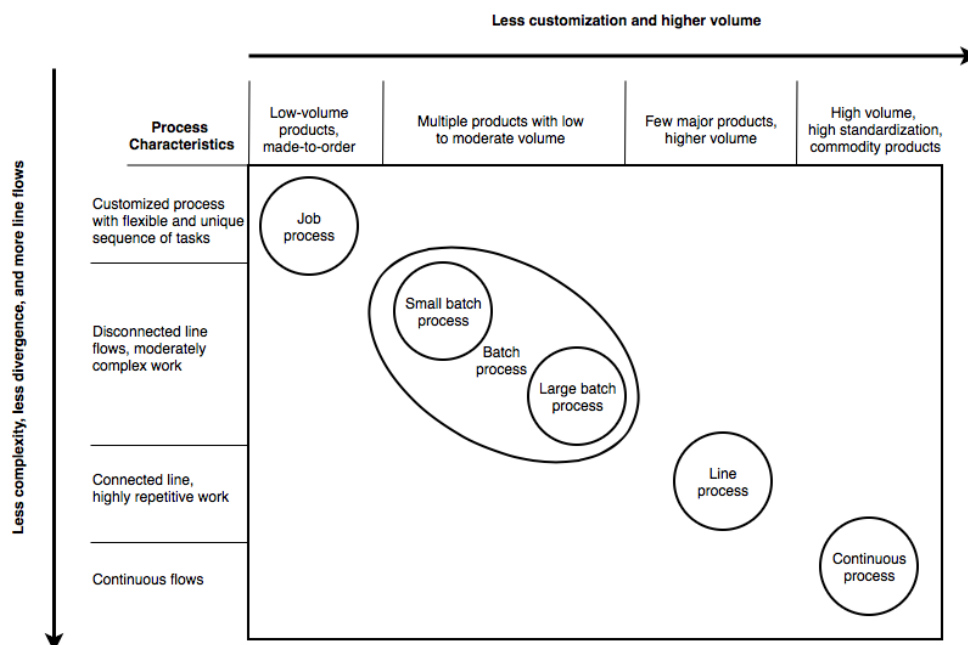 Less customization and higher volume
Less complexity, less divergence, and more line flows
Process
Characteristics
Low-volume
products,
made-to-order
Multiple products with low
to moderate volume
Few major products,
higher volume
High volume,
high standardization,
commodity products
Customized process
with flexible and unique
sequence of tasks
Job
process
Disconnected line
flows, moderately
complex work
Small batch
process
Batch
process
Large batch
process
Connected line,
highly repetitive work
Line
process
Continuous flows
Continuous
process